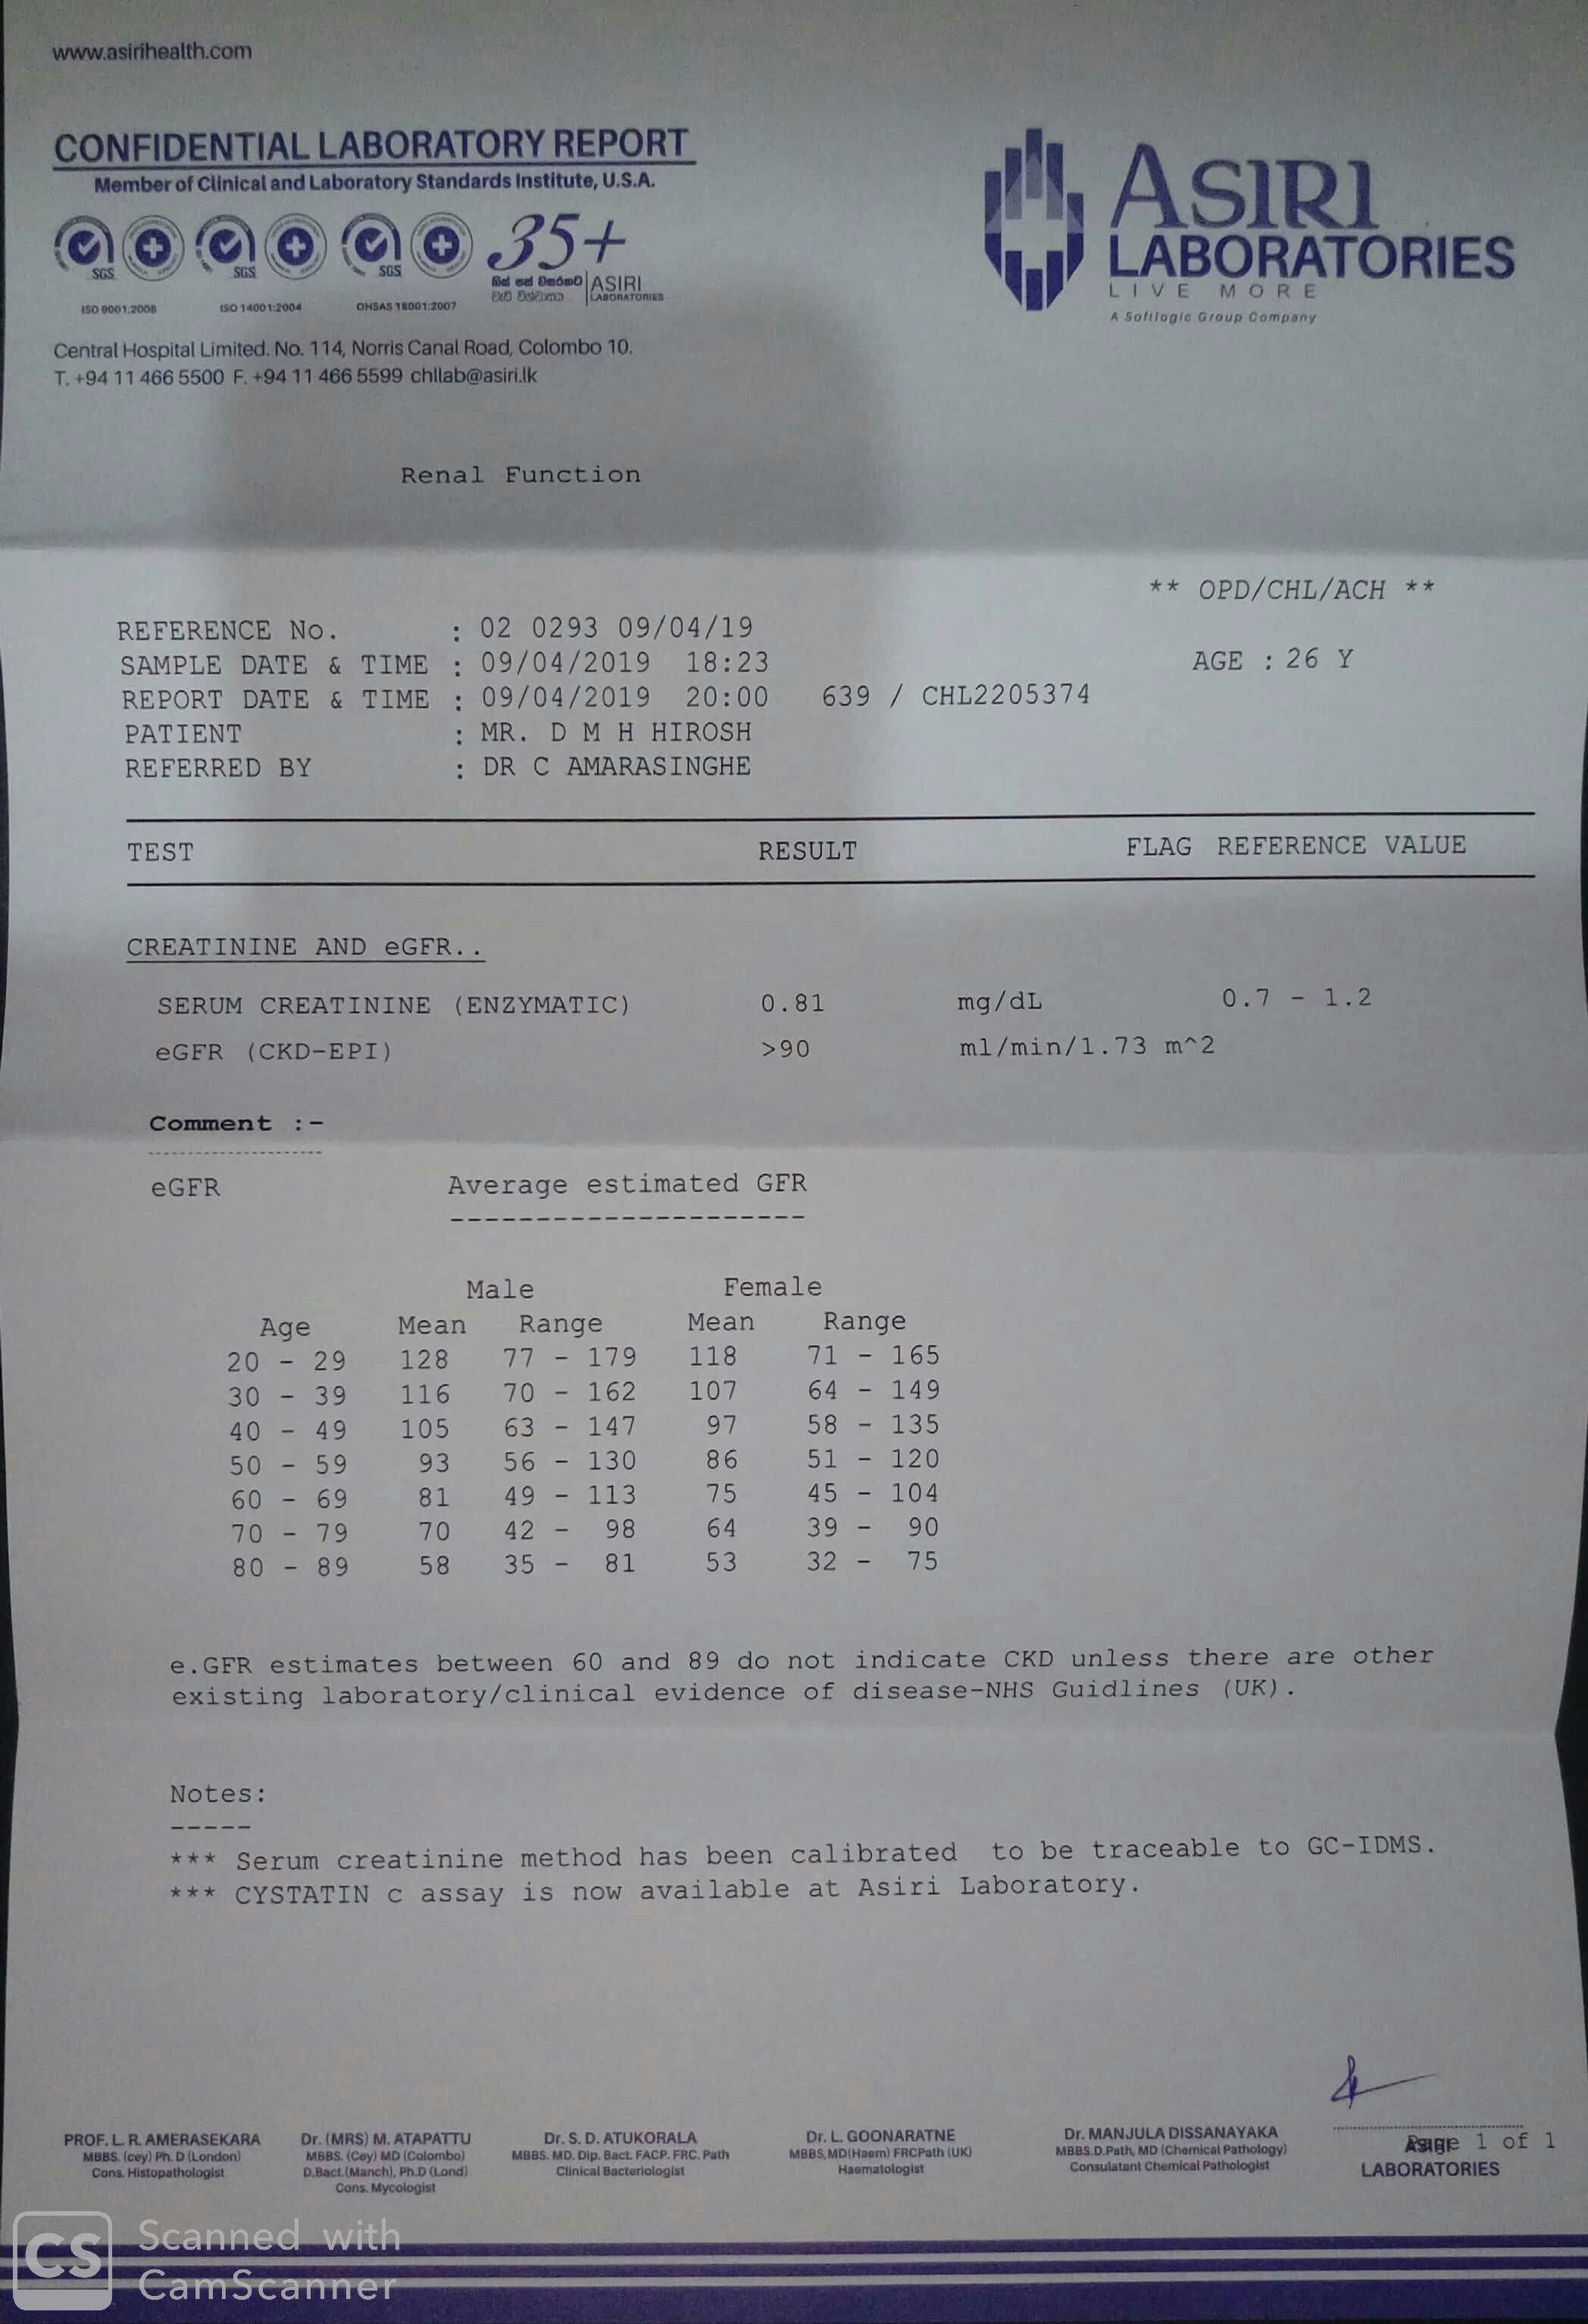 www.asirihealth.com
CONFIDENTIAL LABORATORY REPORT
Member of Clinical and Laboratory Standards Institute, U.S.A.
SGS SGS SGS 35+
ASIRI
LABORATORIES
ISO 9001:2008 ISO 14001:2004 OHSAS 18001:2007
ASIRI
LABORATORIES
LIVE MORE
A Softlogic Group Company
Central Hospital Limited. No. 114, Norris Canal Road, Colombo 10.
T. +94 11 466 5500 F. +94 11 466 5599 chllab@asiri.lk
Renal Function
** OPD/CHL/ACH **
REFERENCE No. : 02 0293 09/04/19
SAMPLE DATE & TIME : 09/04/2019 18:23 AGE : 26 Y
REPORT DATE & TIME : 09/04/2019 20:00 639 / CHL2205374
PATIENT : MR. D M H HIROSH
REFERRED BY : DR C AMARASINGHE
TEST RESULT FLAG REFERENCE VALUE
CREATININE AND eGFR..
SERUM CREATININE (ENZYMATIC) 0.81 mg/dL 0.7 - 1.2
eGFR (CKD-EPI) >90 ml/min/1.73 m^2
Comment :-
eGFR Average estimated GFR
Male Female
Age Mean Range Mean Range
20 - 29 128 77 - 179 118 71 - 165
30 - 39 116 70 - 162 107 64 - 149
40 - 49 105 63 - 147 97 58 - 135
50 - 59 93 56 - 130 86 51 - 120
60 - 69 81 49 - 113 75 45 - 104
70 - 79 70 42 - 98 64 39 - 90
80 - 89 58 35 - 81 53 32 - 75
e.GFR estimates between 60 and 89 do not indicate CKD unless there are other
existing laboratory/clinical evidence of disease-NHS Guidlines (UK).
Notes:
-----
*** Serum creatinine method has been calibrated to be traceable to GC-IDMS.
*** CYSTATIN c assay is now available at Asiri Laboratory.
PROF. L. R. AMERASEKARA
MBBS. (cey) Ph. D (London)
Cons. Histopathologist
Dr. (MRS) M. ATAPATTU
MBBS. (Cey) MD (Colombo)
D.Bact.(Manch), Ph.D (Lond)
Cons. Mycologist
Dr. S. D. ATUKORALA
MBBS. MD. Dip. Bact. FACP. FRC. Path
Clinical Bacteriologist
Dr. L. GOONARATNE
MBBS,MD(Haem) FRCPath (UK)
Haematologist
Dr. MANJULA DISSANAYAKA
MBBS.D.Path, MD (Chemical Pathology)
Consulatant Chemical Pathologist
Page 1 of 1
ASIRI
LABORATORIES
CS Scanned with
CamScanner